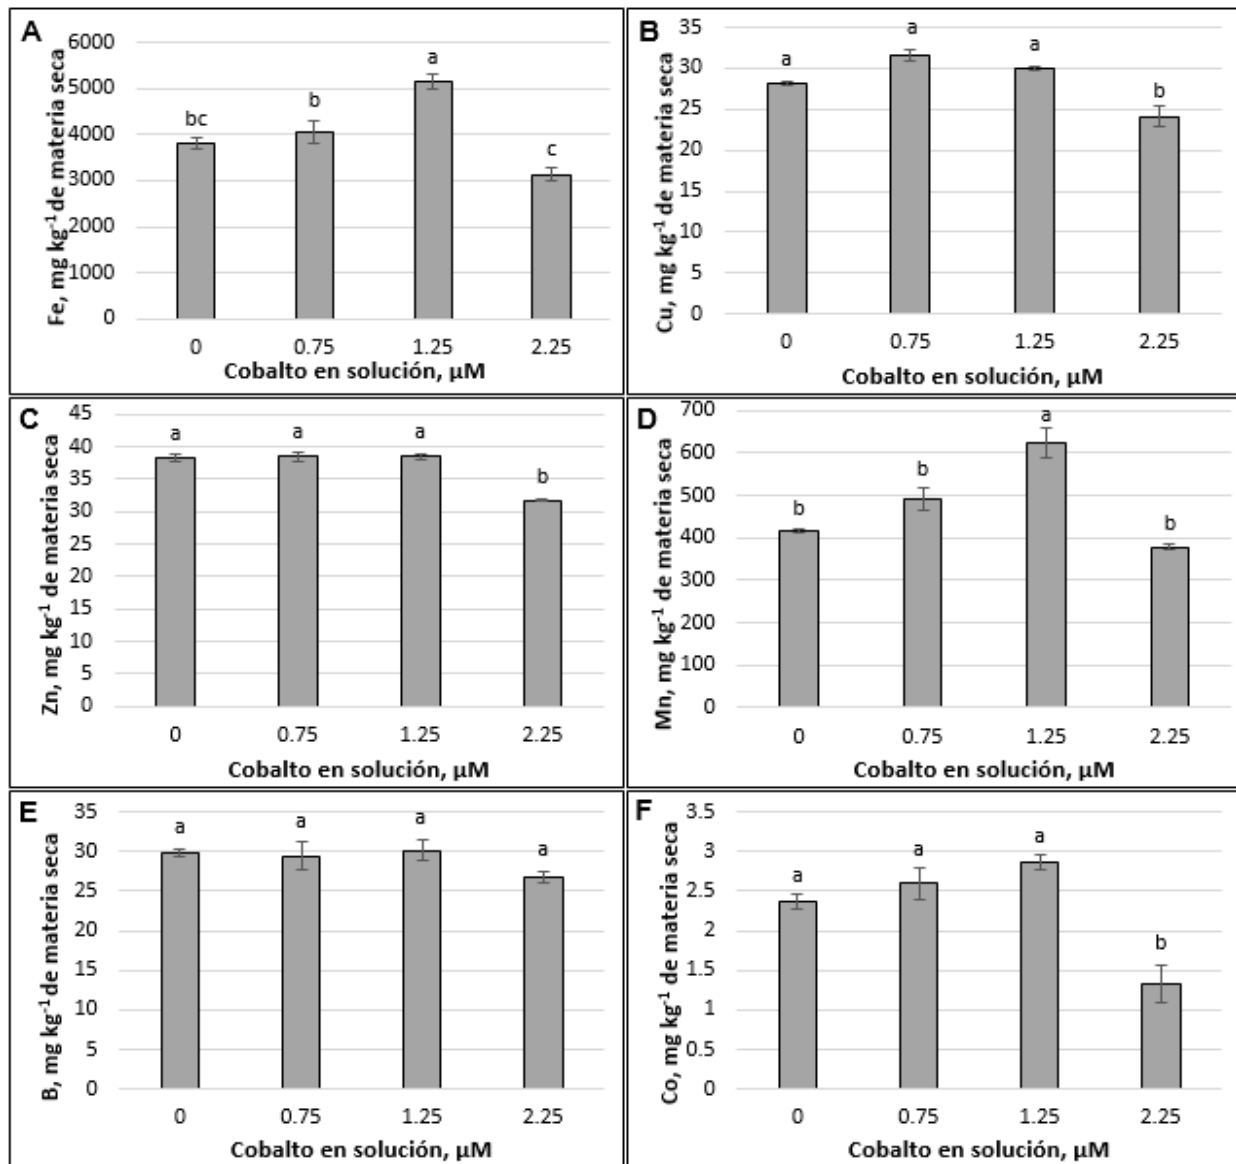 A
Fe, mg kg⁻¹ de materia seca
6000
5000
4000
3000
2000
1000
0
bc
b
a
c
0 0.75 1.25 2.25
Cobalto en solución, µM
B
Cu, mg kg⁻¹ de materia seca
35
30
25
20
15
10
5
0
a
a
a
b
0 0.75 1.25 2.25
Cobalto en solución, µM
C
Zn, mg kg⁻¹ de materia seca
45
40
35
30
25
20
15
10
5
0
a
a
a
b
0 0.75 1.25 2.25
Cobalto en solución, µM
D
Mn, mg kg⁻¹ de materia seca
700
600
500
400
300
200
100
0
b
b
a
b
0 0.75 1.25 2.25
Cobalto en solución, µM
E
B, mg kg⁻¹ de materia seca
35
30
25
20
15
10
5
0
a
a
a
a
0 0.75 1.25 2.25
Cobalto en solución, µM
F
Co, mg kg⁻¹ de materia seca
3.5
3
2.5
2
1.5
1
0.5
0
a
a
a
b
0 0.75 1.25 2.25
Cobalto en solución, µM